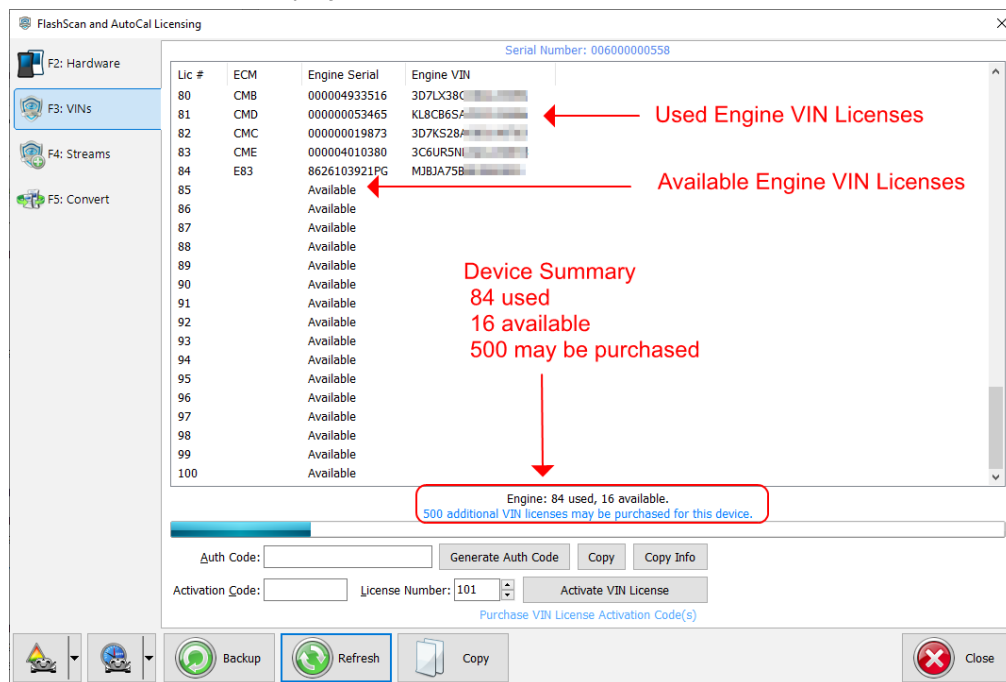 FlashScan and AutoCal Licensing
Serial Number: 006000000558
F2: Hardware
F3: VINs
F4: Streams
F5: Convert
Lic # ECM Engine Serial Engine VIN
80 CMB 000004933516 3D7LX38C
81 CMD 000000053465 KL8CB6SA
82 CMC 000000019873 3D7KS28A
83 CME 000004010380 3C6UR5NL
84 E83 8626103921PG MJBJA75B
85 Available
86 Available
87 Available
88 Available
89 Available
90 Available
91 Available
92 Available
93 Available
94 Available
95 Available
96 Available
97 Available
98 Available
99 Available
100 Available
Used Engine VIN Licenses
Available Engine VIN Licenses
Device Summary
84 used
16 available
500 may be purchased
Engine: 84 used, 16 available.
500 additional VIN licenses may be purchased for this device.
Auth Code: Generate Auth Code Copy Copy Info
Activation Code: License Number: 101 Activate VIN License
Purchase VIN License Activation Code(s)
Backup Refresh Copy Close